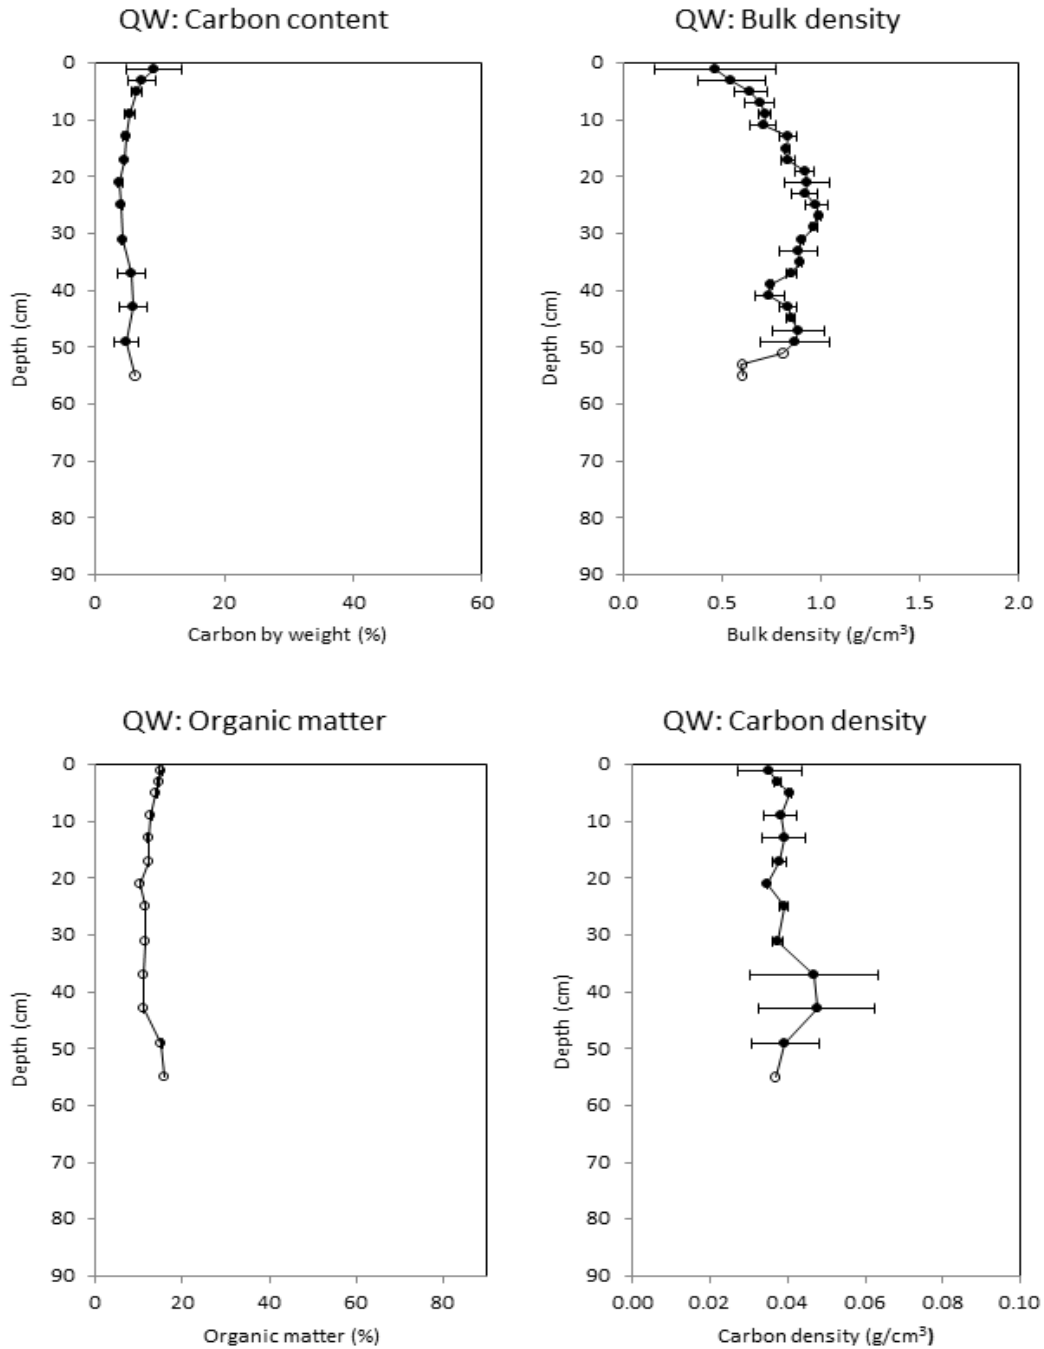 QW: Carbon content
0
10
20
30
40
50
60
70
80
90
Depth (cm)
0 20 40 60
Carbon by weight (%)
QW: Bulk density
0
10
20
30
40
50
60
70
80
90
Depth (cm)
0.0 0.5 1.0 1.5 2.0
Bulk density (g/cm³)
QW: Organic matter
0
10
20
30
40
50
60
70
80
90
Depth (cm)
0 20 40 60 80
Organic matter (%)
QW: Carbon density
0
10
20
30
40
50
60
70
80
90
Depth (cm)
0.00 0.02 0.04 0.06 0.08 0.10
Carbon density (g/cm³)